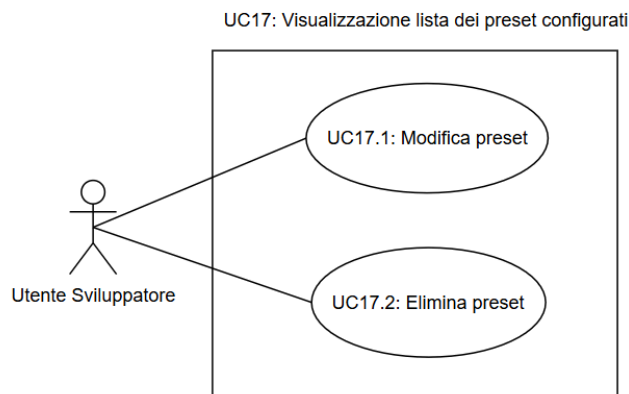 UC17: Visualizzazione lista dei preset configurati
UC17.1: Modifica preset
Utente Sviluppatore
UC17.2: Elimina preset